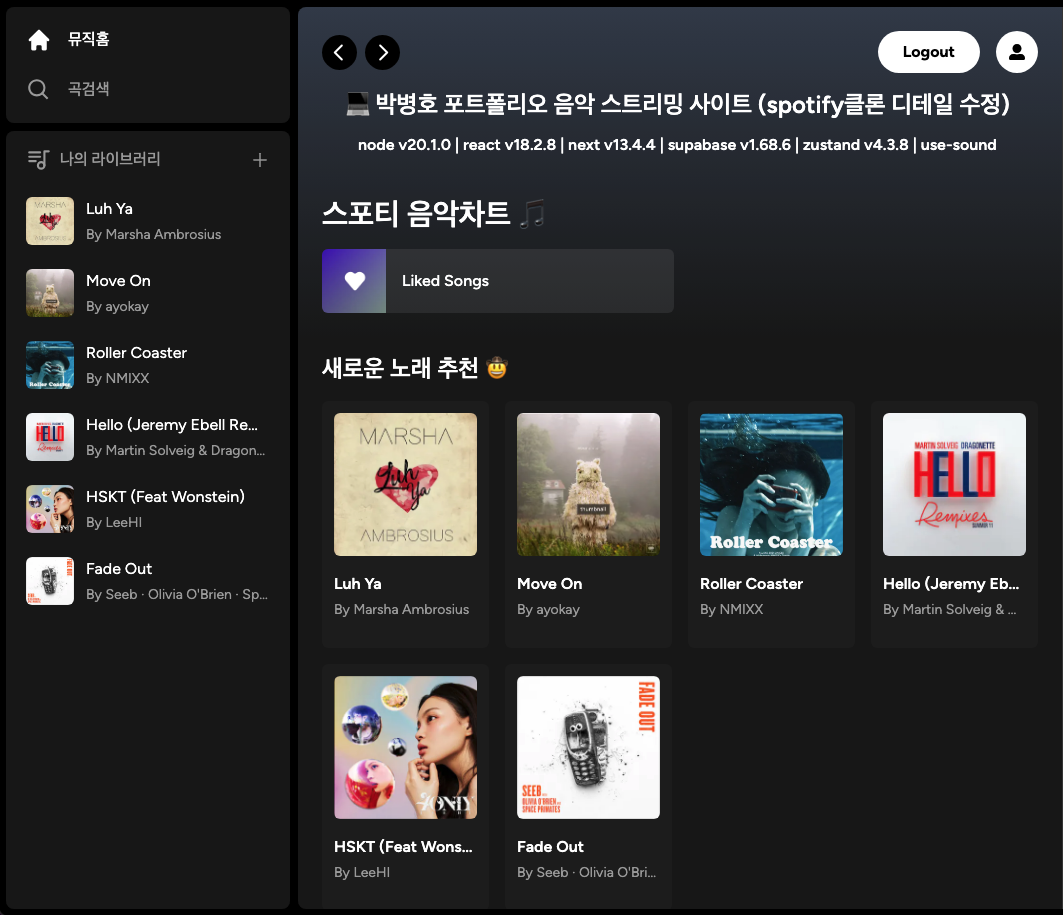 뮤직홈
곡검색
나의 라이브러리
Luh Ya
By Marsha Ambrosius
Move On
By ayokay
Roller Coaster
By NMIXX
Hello (Jeremy Ebell Re...
By Martin Solveig & Dragon...
HSKT (Feat Wonstein)
By LeeHI
Fade Out
By Seeb · Olivia O'Brien · Sp...
Logout
박병호 포트폴리오 음악 스트리밍 사이트 (spotify클론 디테일 수정)
node v20.1.0 | react v18.2.8 | next v13.4.4 | supabase v1.68.6 | zustand v4.3.8 | use-sound
스포티 음악차트
Liked Songs
새로운 노래 추천
MARSHA
Luh
Ya
AMBROSIUS
Luh Ya
By Marsha Ambrosius
thumbnail
Move On
By ayokay
Roller Coaster
Roller Coaster
By NMIXX
MARTIN SOLVEIG DRAGONETTE
HELLO
Remixes
SUMMER 11
Hello (Jeremy Eb...
By Martin Solveig & ...
4ONLY
HSKT (Feat Wons...
By LeeHI
FADE OUT
SEEB
OLIVIA O'BRIEN
SPACE PRIMATES
Fade Out
By Seeb · Olivia O'Bri...